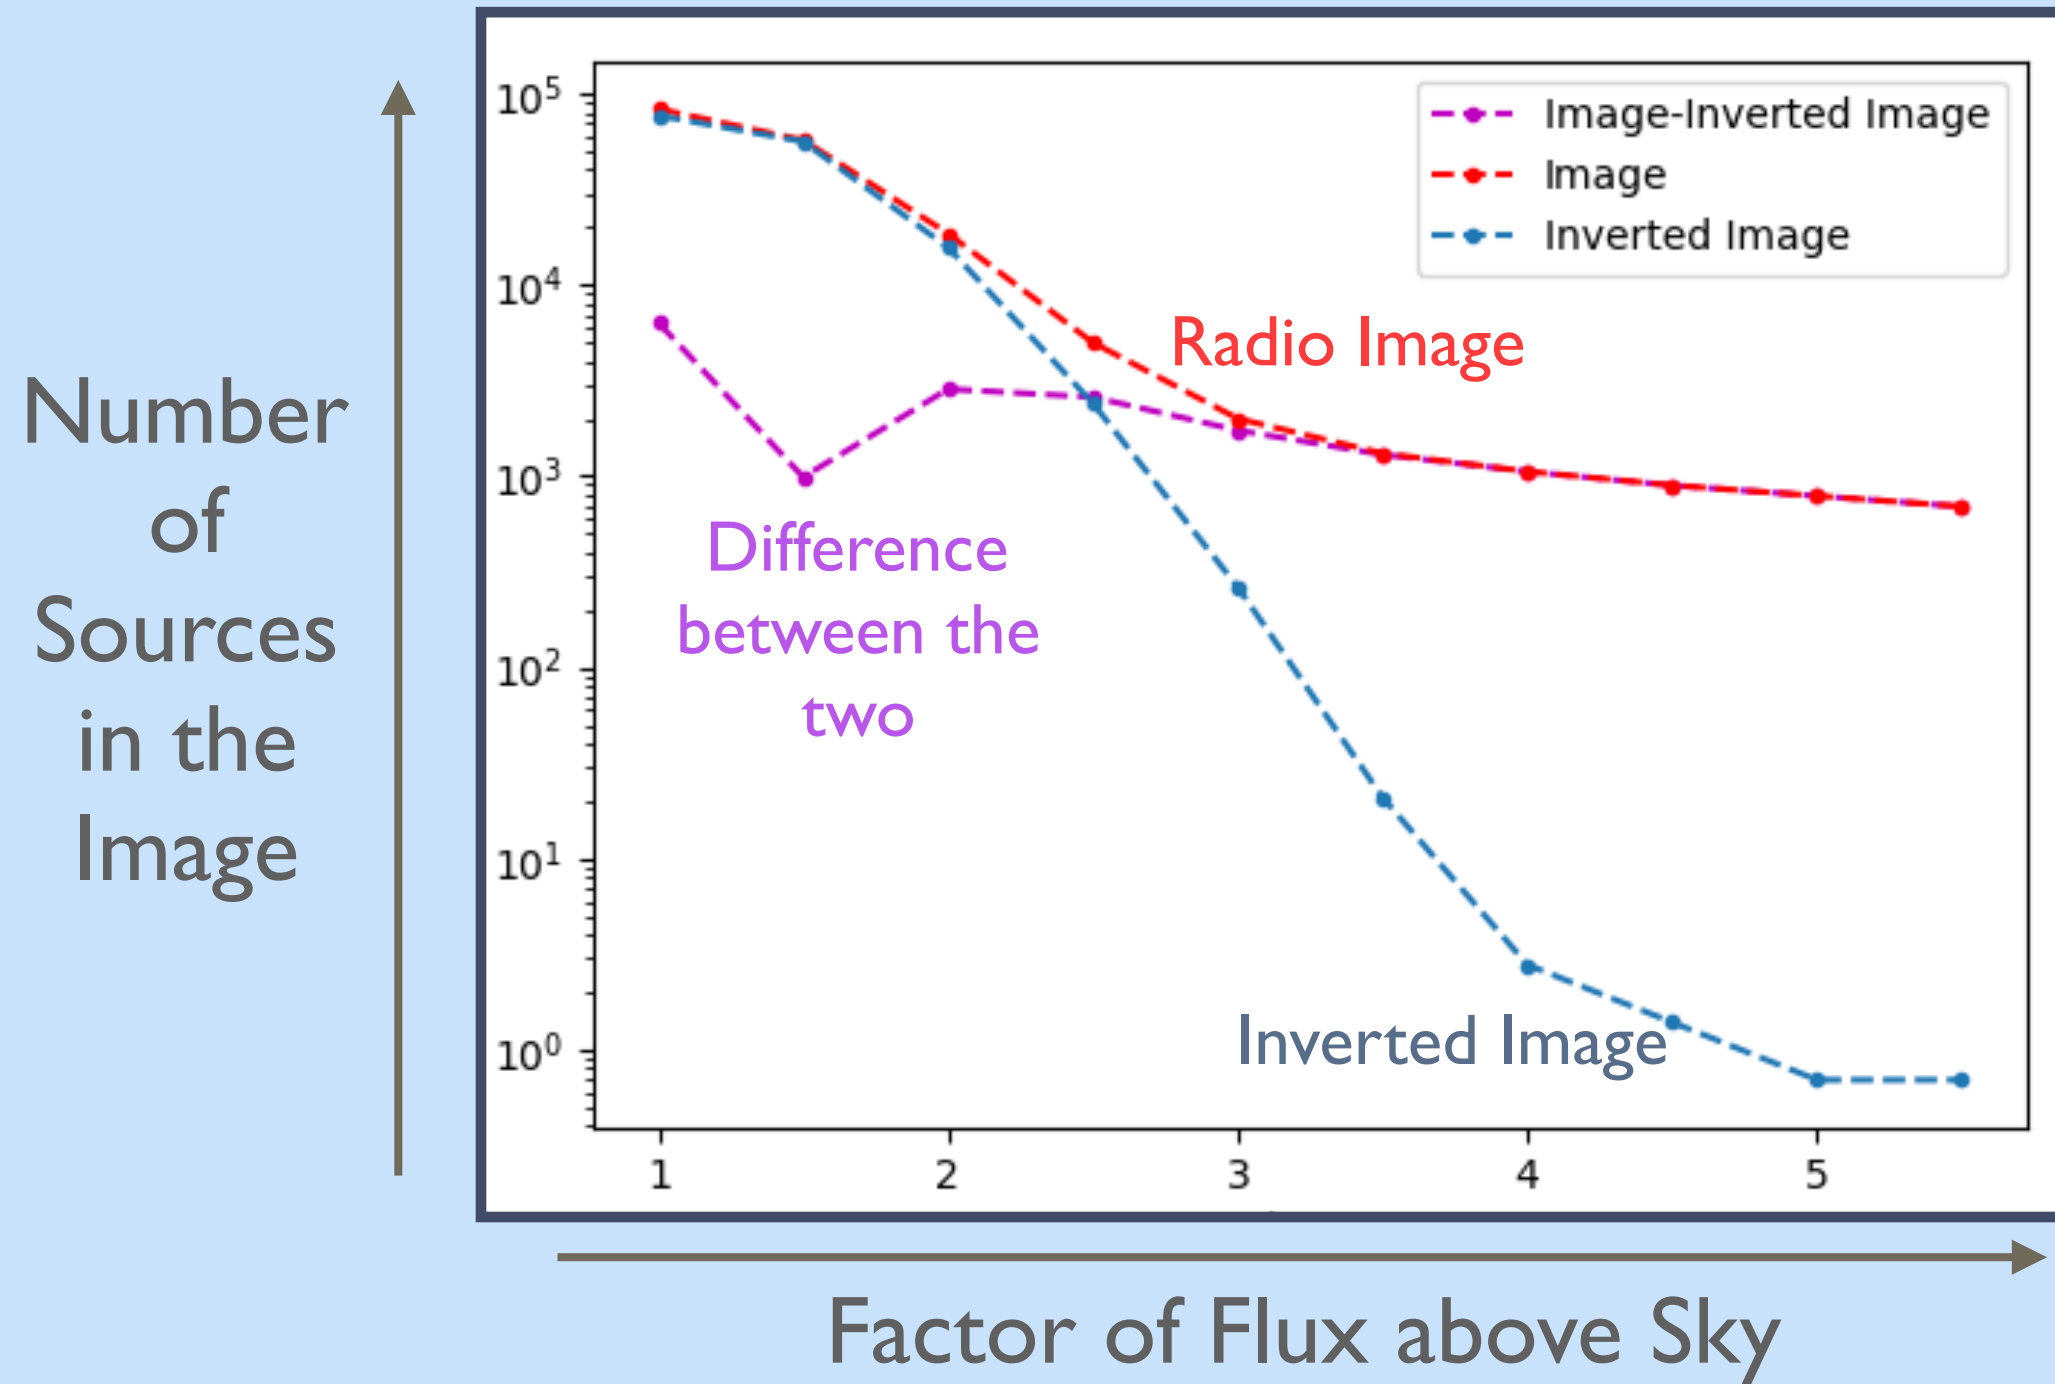 Number
of
Sources
in the
Image
10⁵
10⁴
10³
10²
10¹
10⁰
Image-Inverted Image
Image
Inverted Image
Radio Image
Difference
between the
two
Inverted Image
1
2
3
4
5
Factor of Flux above Sky